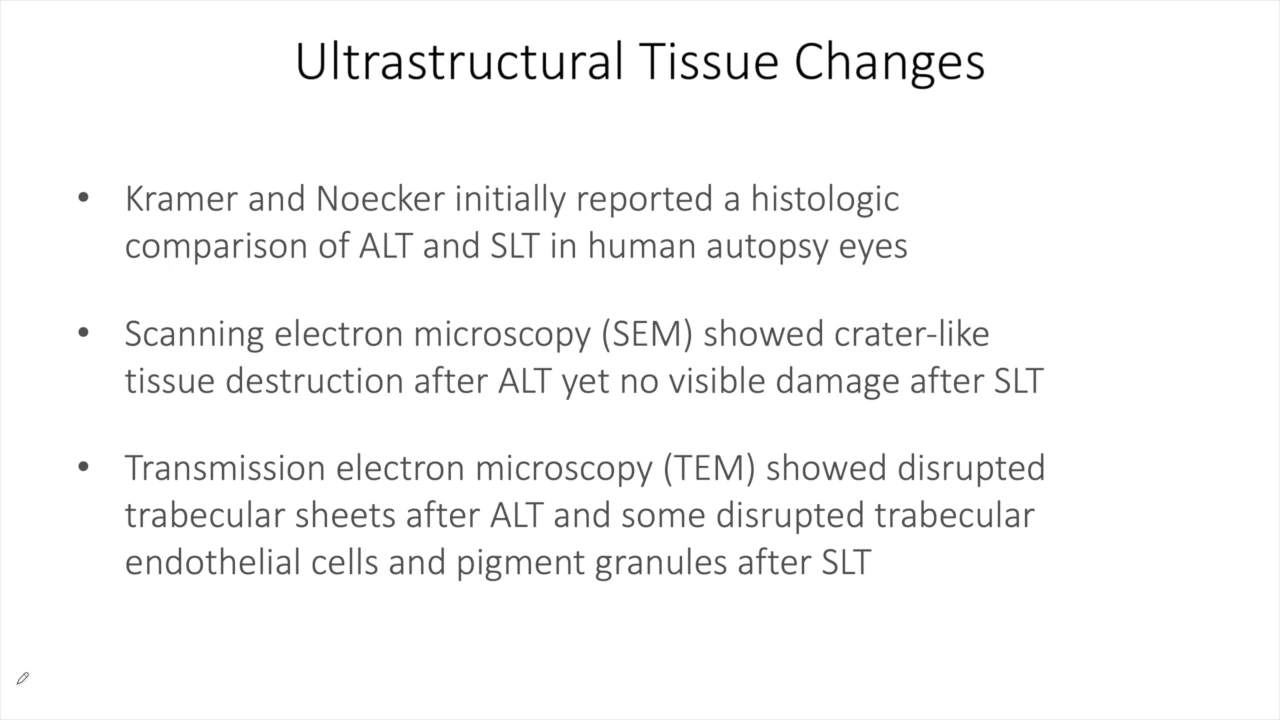 Ultrastructural Tissue Changes
• Kramer and Noecker initially reported a histologic
comparison of ALT and SLT in human autopsy eyes
• Scanning electron microscopy (SEM) showed crater-like
tissue destruction after ALT yet no visible damage after SLT
• Transmission electron microscopy (TEM) showed disrupted
trabecular sheets after ALT and some disrupted trabecular
endothelial cells and pigment granules after SLT